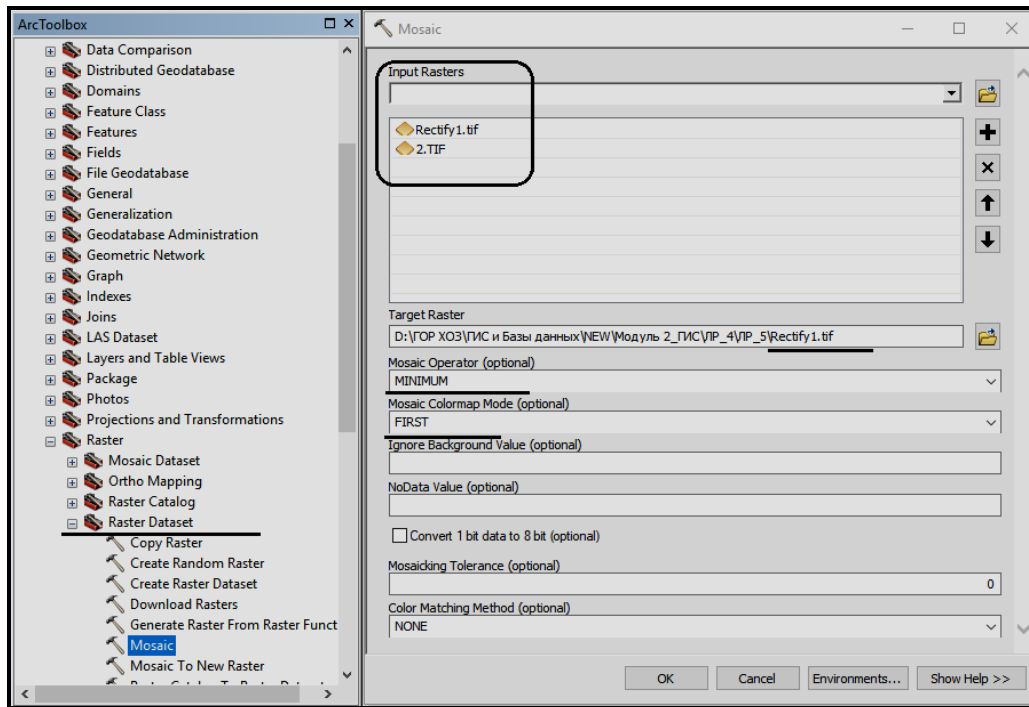 ArcToolbox
Data Comparison
Distributed Geodatabase
Domains
Feature Class
Features
Fields
File Geodatabase
General
Generalization
Geodatabase Administration
Geometric Network
Graph
Indexes
Joins
LAS Dataset
Layers and Table Views
Package
Photos
Projections and Transformations
Raster
Mosaic Dataset
Ortho Mapping
Raster Catalog
Raster Dataset
Copy Raster
Create Random Raster
Create Raster Dataset
Download Rasters
Generate Raster From Raster Funct
Mosaic
Mosaic To New Raster
Mosaic
Input Rasters
Rectify1.tif
2.TIF
Target Raster
D:\ГОР ХОЗ\ГИС и Базы данных\NEW\Модуль 2_ГИС\ЛР_4\ЛР_5\Rectify1.tif
Mosaic Operator (optional)
MINIMUM
Mosaic Colormap Mode (optional)
FIRST
Ignore Background Value (optional)
NoData Value (optional)
Convert 1 bit data to 8 bit (optional)
Mosaicking Tolerance (optional)
0
Color Matching Method (optional)
NONE
OK
Cancel
Environments...
Show Help >>